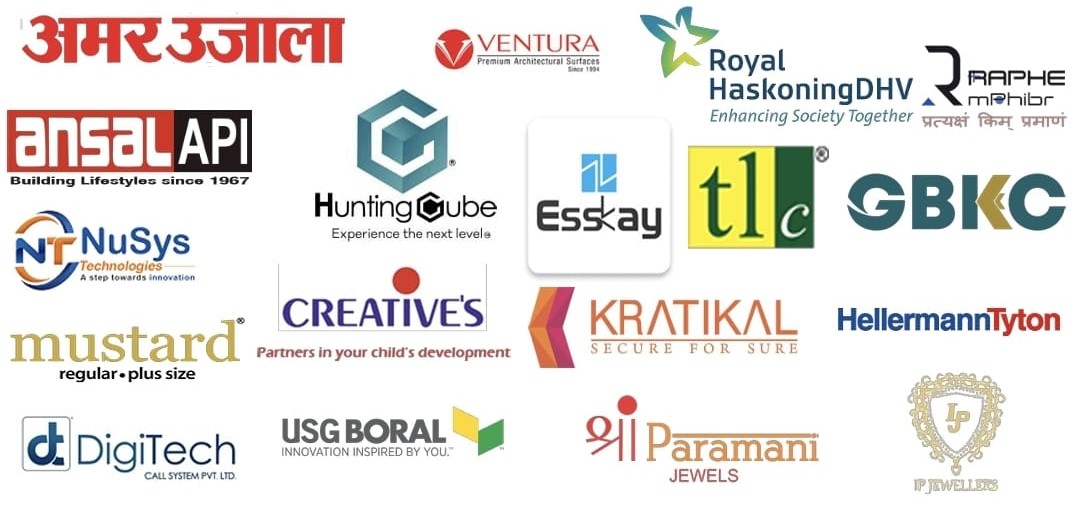 अमर उजाला
VENTURA
Premium Architectural Surfaces
Since 1994
Royal
HaskoningDHV
Enhancing Society Together
RAPHE
mPhibr
प्रत्यक्षं किम् प्रमाणं
ansal API
Building Lifestyles since 1967
HuntingCube®
Experience the next level
Esskay
tlc®
GBKC
NT NuSys
Technologies
A step towards innovation
CREATIVE'S
Partners in your child's development
KRATIKAL
SECURE FOR SURE
HellermannTyton
mustard®
regular • plus size
dt DigiTech
CALL SYSTEM PVT. LTD.
USG BORAL
INNOVATION INSPIRED BY YOU.™
श्री Paramani
JEWELS
IP
IP JEWELLERS